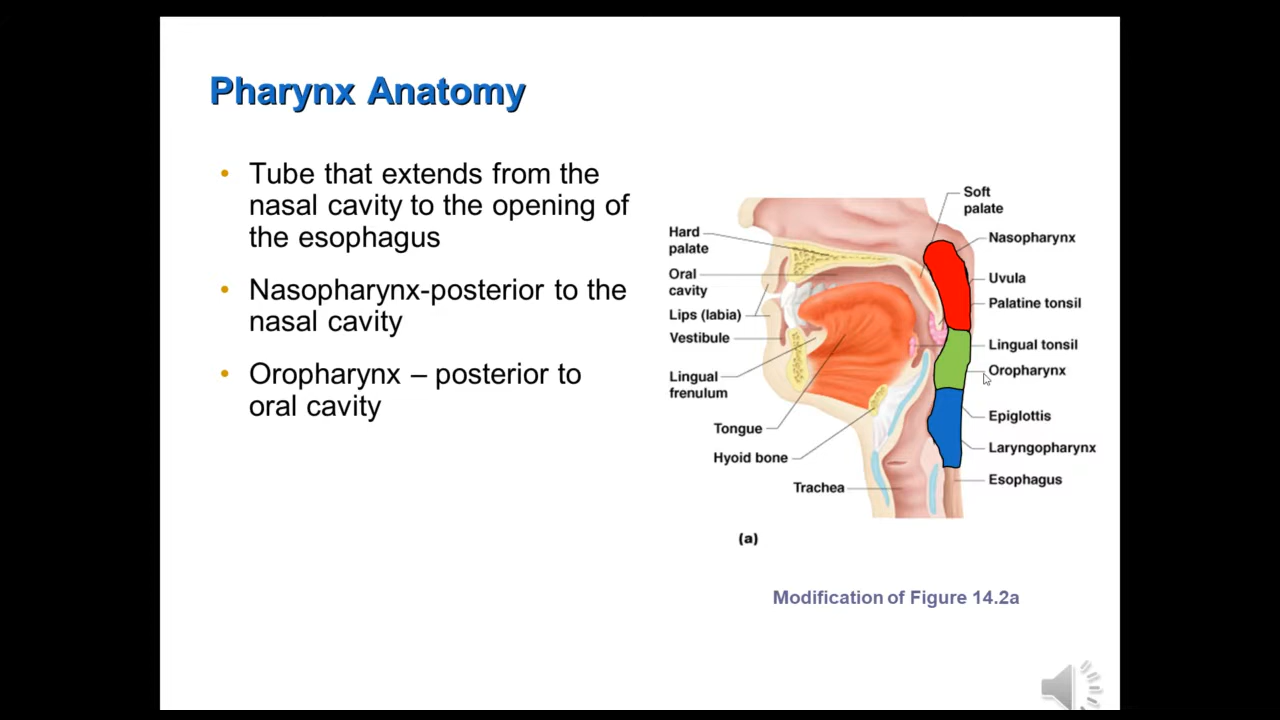 Pharynx Anatomy
• Tube that extends from the
nasal cavity to the opening of
the esophagus
• Nasopharynx-posterior to the
nasal cavity
• Oropharynx – posterior to
oral cavity
Soft
palate
Hard
palate
Nasopharynx
Oral
cavity
Uvula
Palatine tonsil
Lips (labia)
Vestibule
Lingual tonsil
Oropharynx
Lingual
frenulum
Epiglottis
Tongue
Laryngopharynx
Hyoid bone
Esophagus
Trachea
(a)
Modification of Figure 14.2a